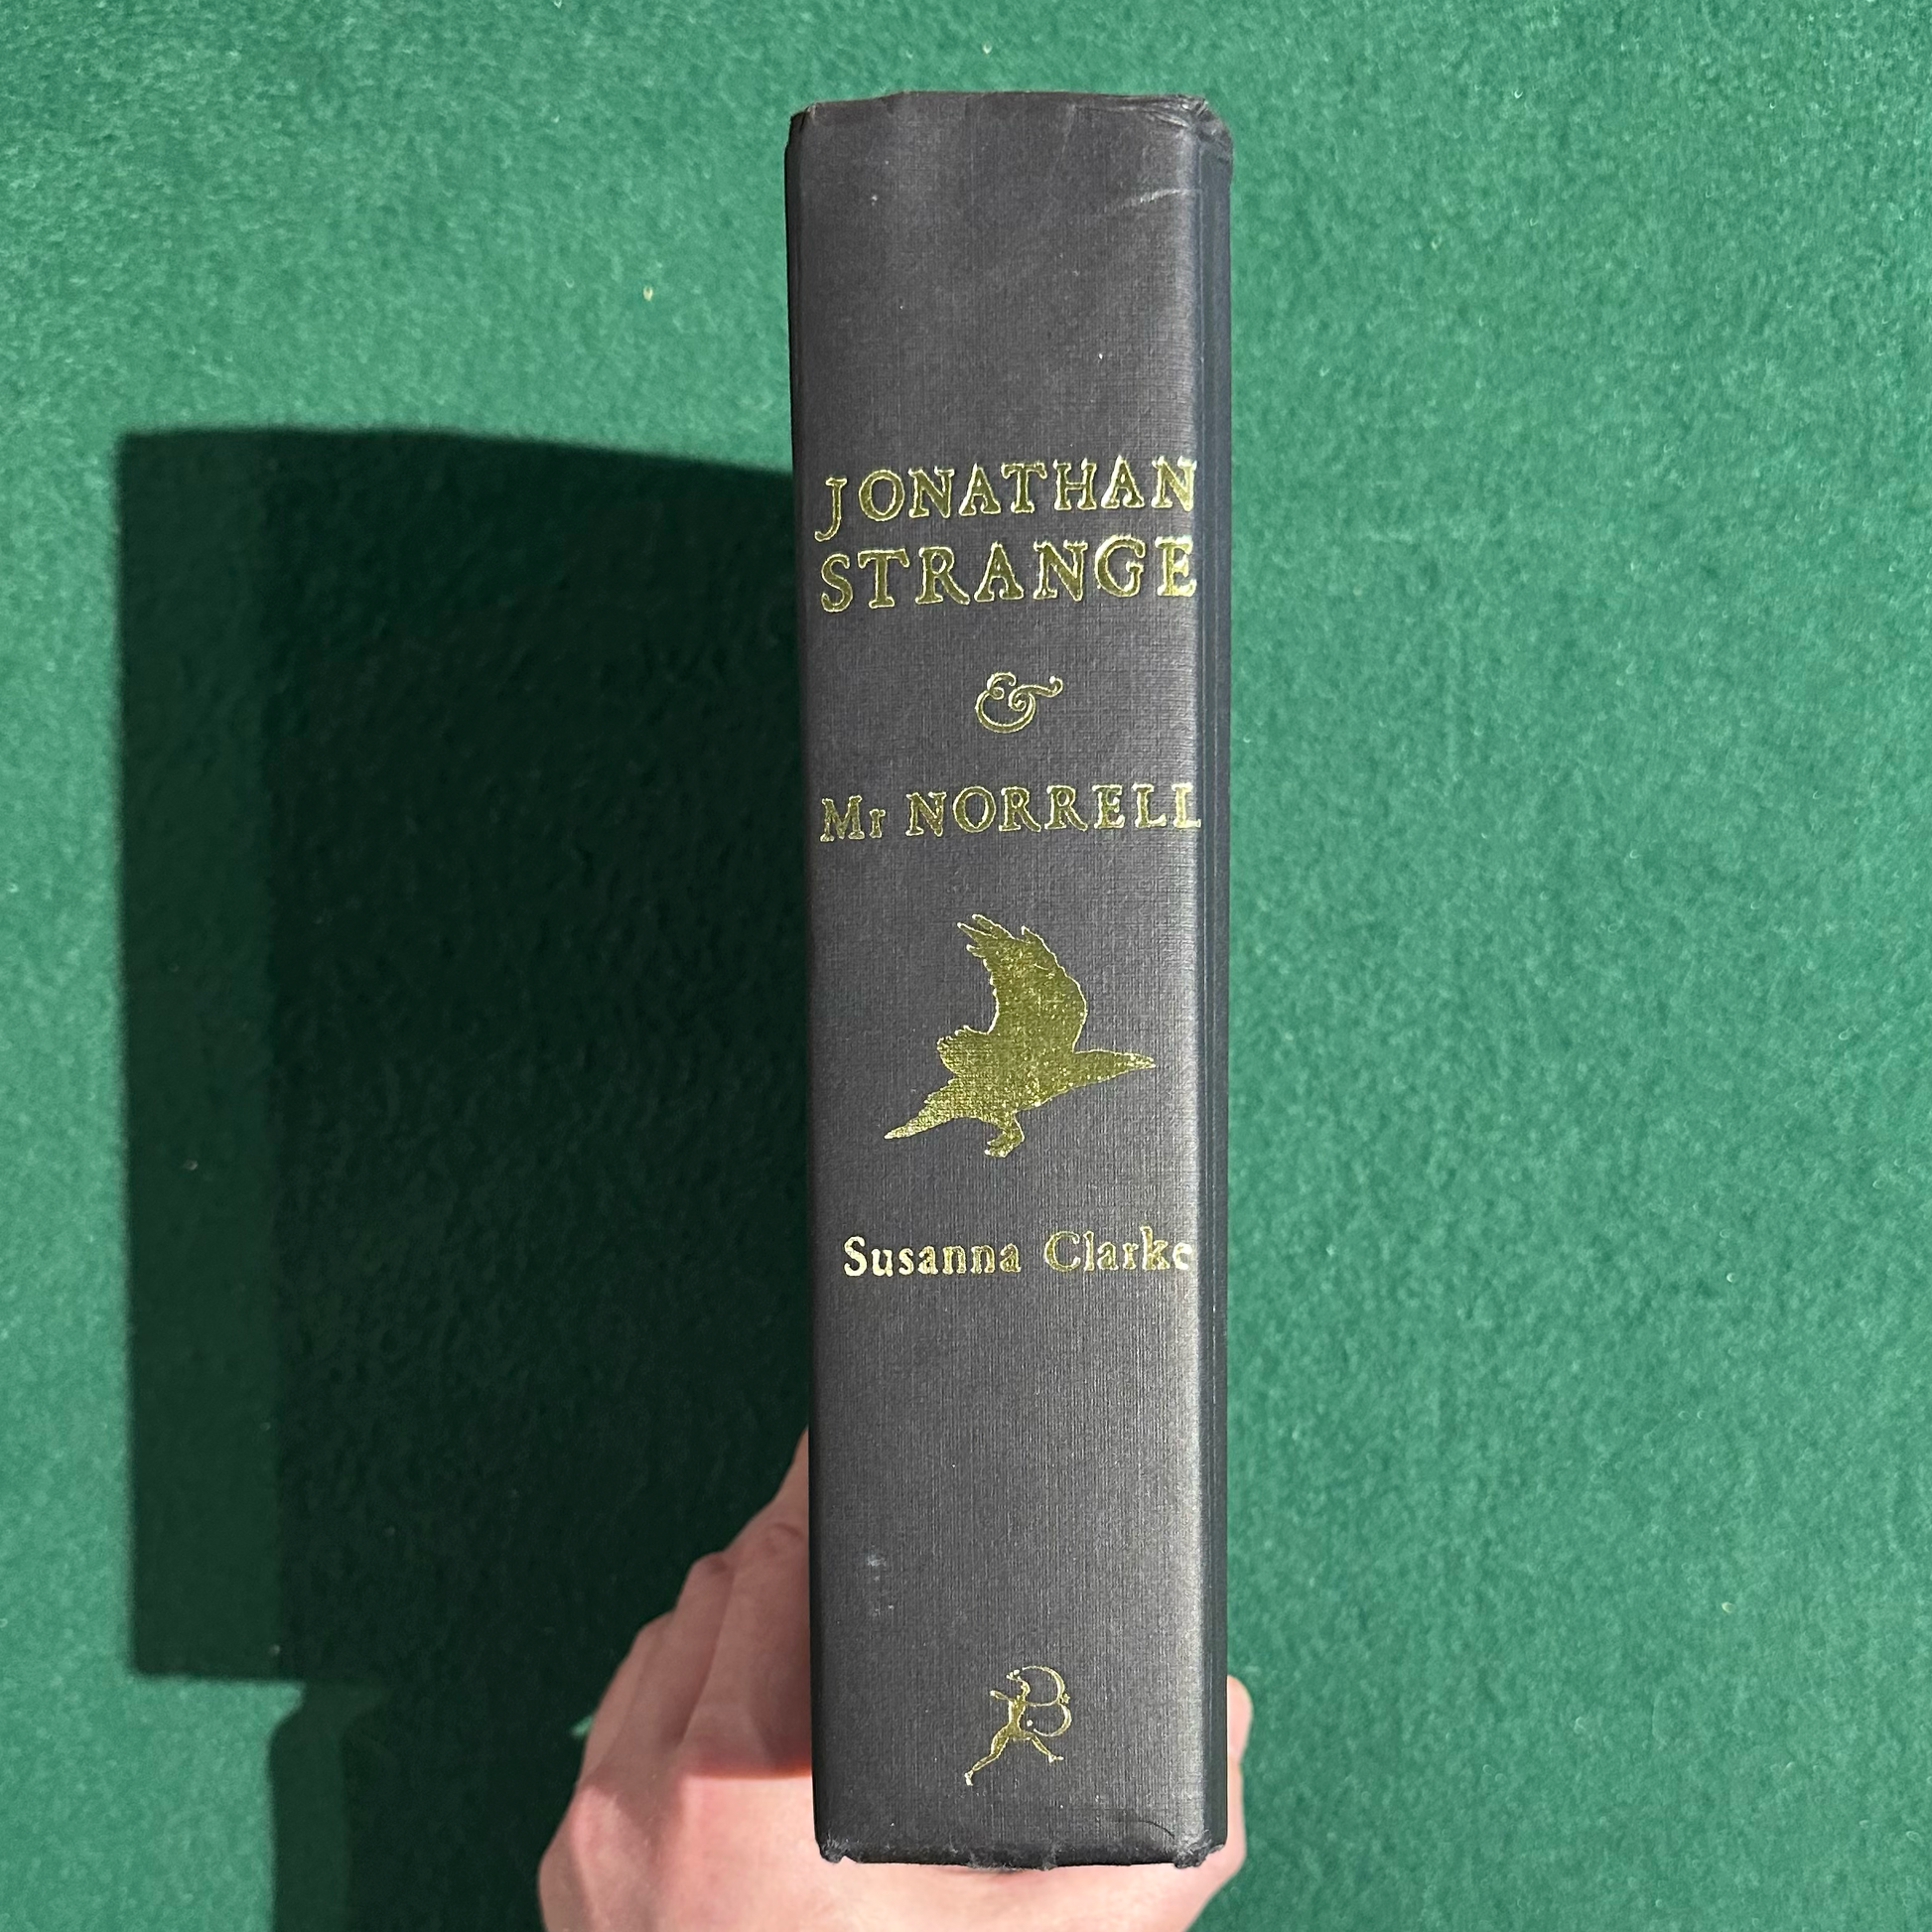 JONATHAN
STRANGE
&
Mr NORRELL
Susanna Clarke